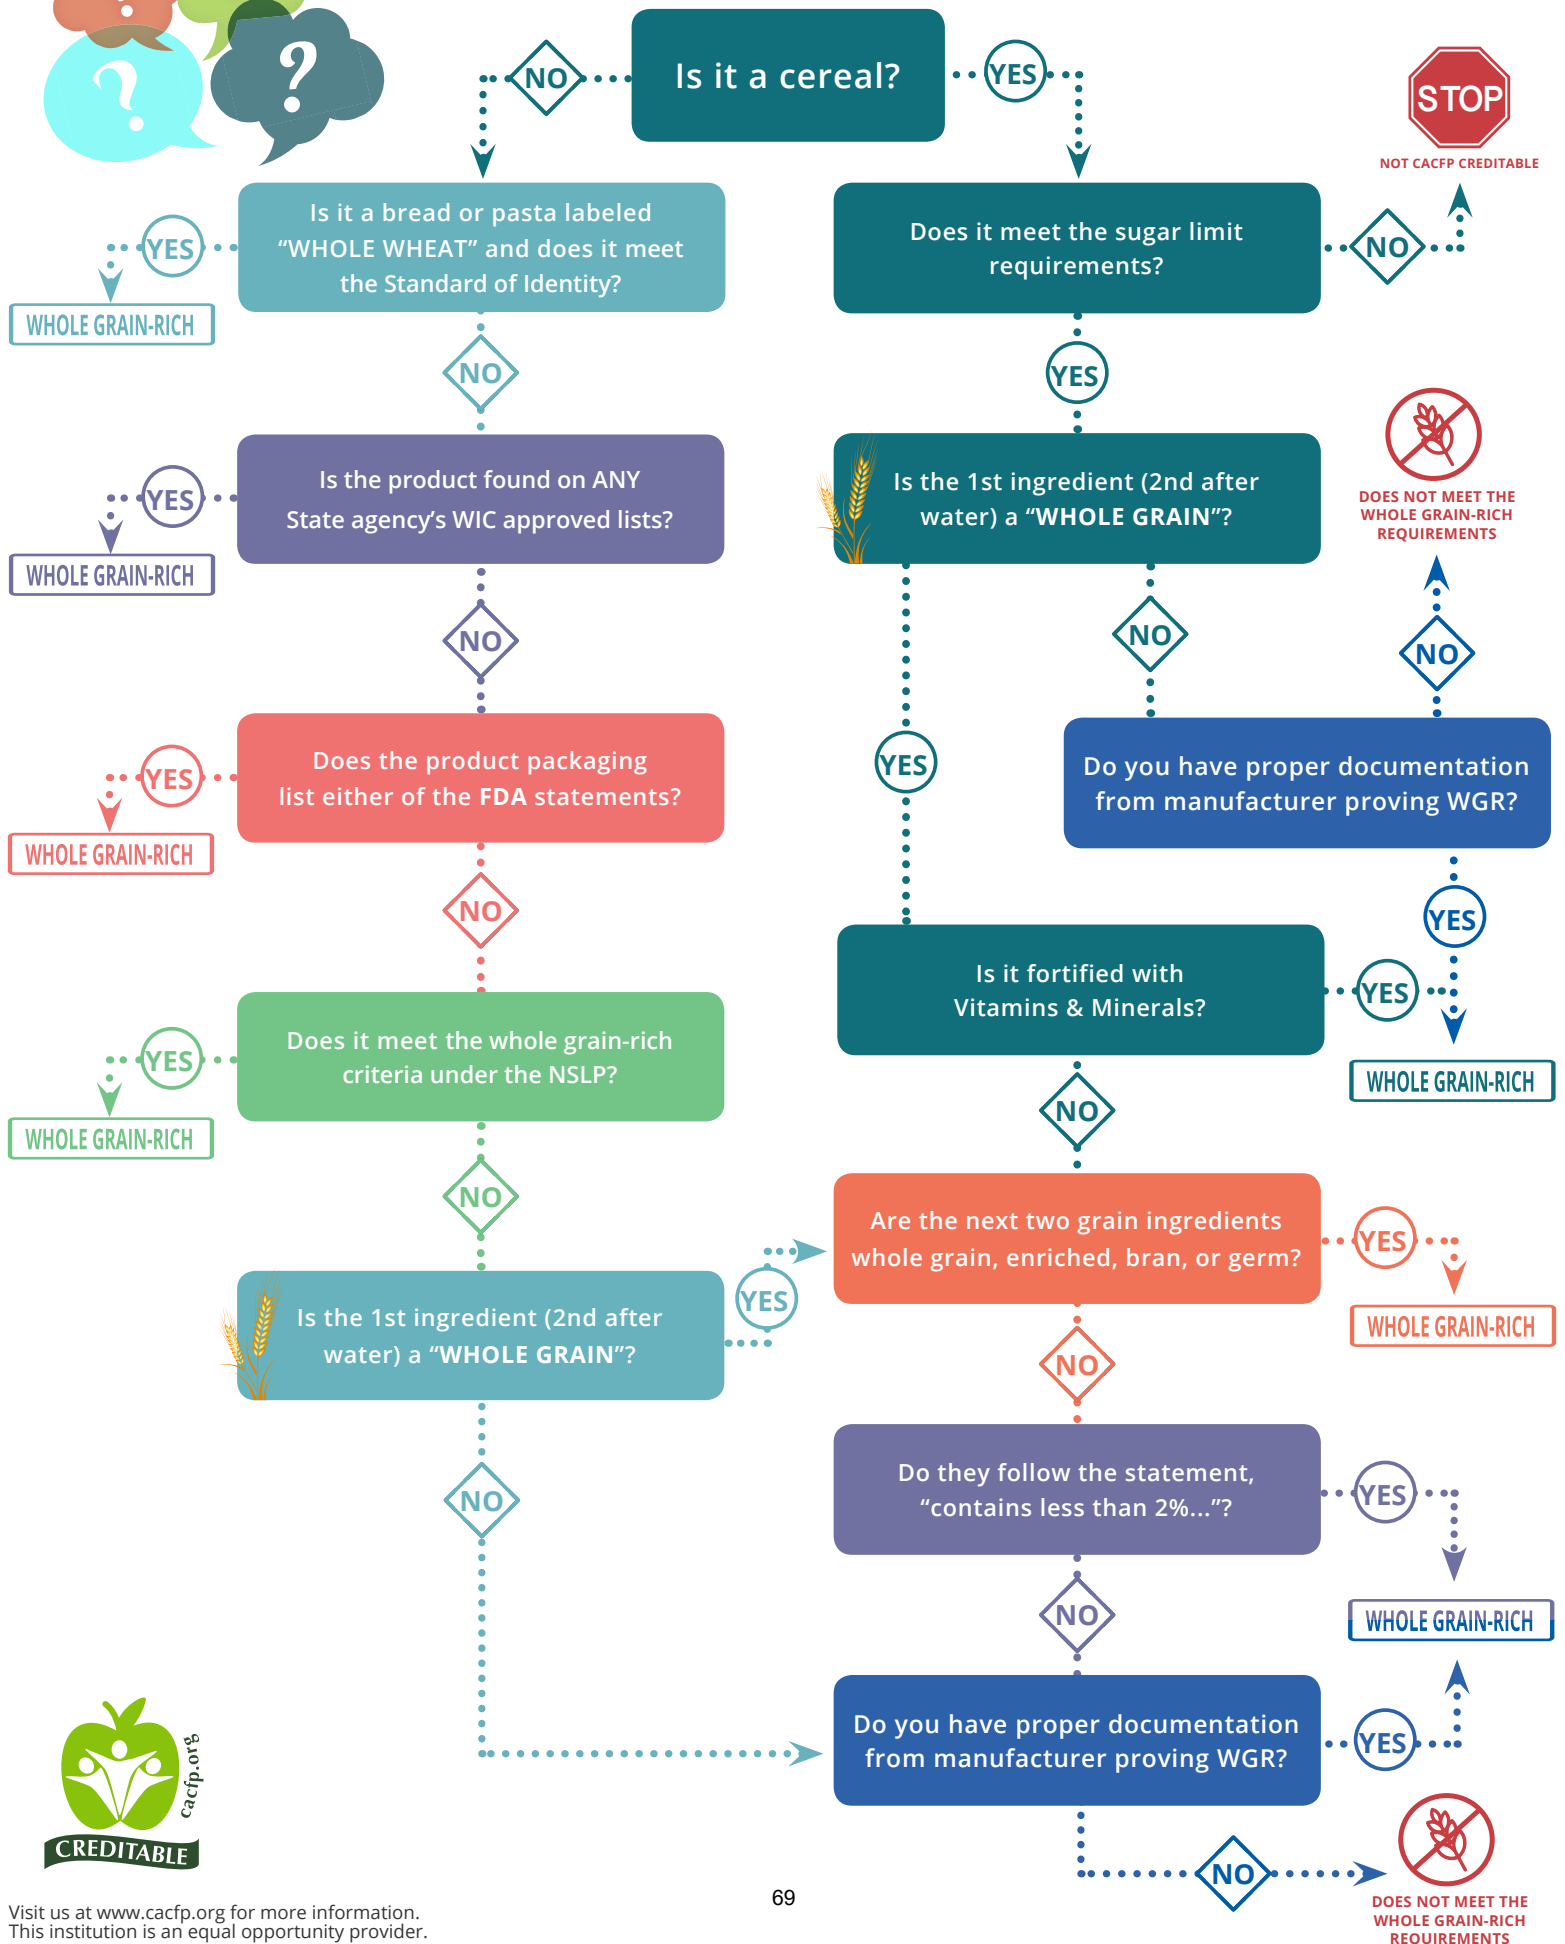 ?
?
?
Is it a cereal?
NO
YES
STOP
NOT CACFP CREDITABLE
Is it a bread or pasta labeled
“WHOLE WHEAT” and does it meet
the Standard of Identity?
YES
WHOLE GRAIN-RICH
NO
Does it meet the sugar limit
requirements?
NO
YES
Is the product found on ANY
State agency’s WIC approved lists?
YES
WHOLE GRAIN-RICH
NO
Is the 1st ingredient (2nd after
water) a “WHOLE GRAIN”?
DOES NOT MEET THE
WHOLE GRAIN-RICH
REQUIREMENTS
NO
NO
YES
Does the product packaging
list either of the FDA statements?
YES
WHOLE GRAIN-RICH
NO
Do you have proper documentation
from manufacturer proving WGR?
YES
Is it fortified with
Vitamins & Minerals?
YES
WHOLE GRAIN-RICH
NO
Does it meet the whole grain-rich
criteria under the NSLP?
YES
WHOLE GRAIN-RICH
NO
Are the next two grain ingredients
whole grain, enriched, bran, or germ?
YES
WHOLE GRAIN-RICH
NO
Is the 1st ingredient (2nd after
water) a “WHOLE GRAIN”?
YES
NO
Do they follow the statement,
“contains less than 2%...”?
YES
WHOLE GRAIN-RICH
NO
Do you have proper documentation
from manufacturer proving WGR?
YES
NO
DOES NOT MEET THE
WHOLE GRAIN-RICH
REQUIREMENTS
cacfp.org
CREDITABLE
69
Visit us at www.cacfp.org for more information.
This institution is an equal opportunity provider.